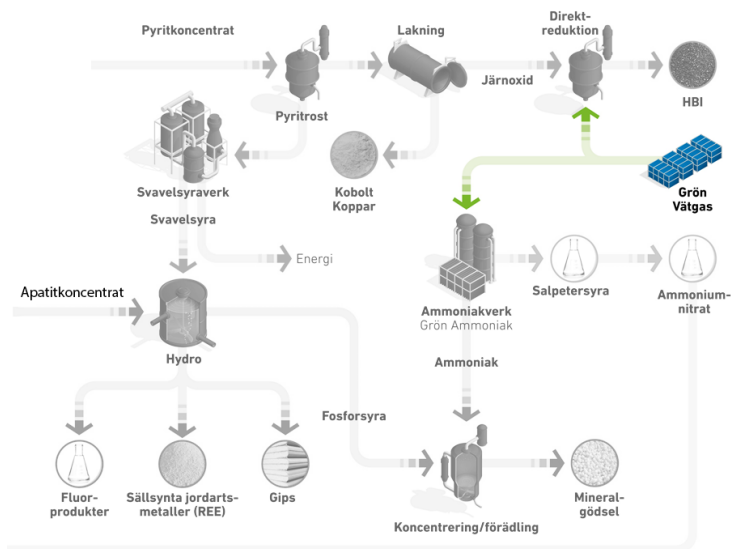 Pyritkoncentrat
Lakning
Direkt-
reduktion
Järnoxid
Pyritrost
HBI
Svavelsyraverk
Svavelsyra
Kobolt
Koppar
Grön
Vätgas
Energi
Apatitkoncentrat
Ammoniakverk
Grön Ammoniak
Salpetersyra
Ammonium-
nitrat
Hydro
Ammoniak
Fosforsyra
Fluor-
produkter
Sällsynta jordarts-
metaller (REE)
Gips
Koncentrering/förädling
Mineral-
gödsel